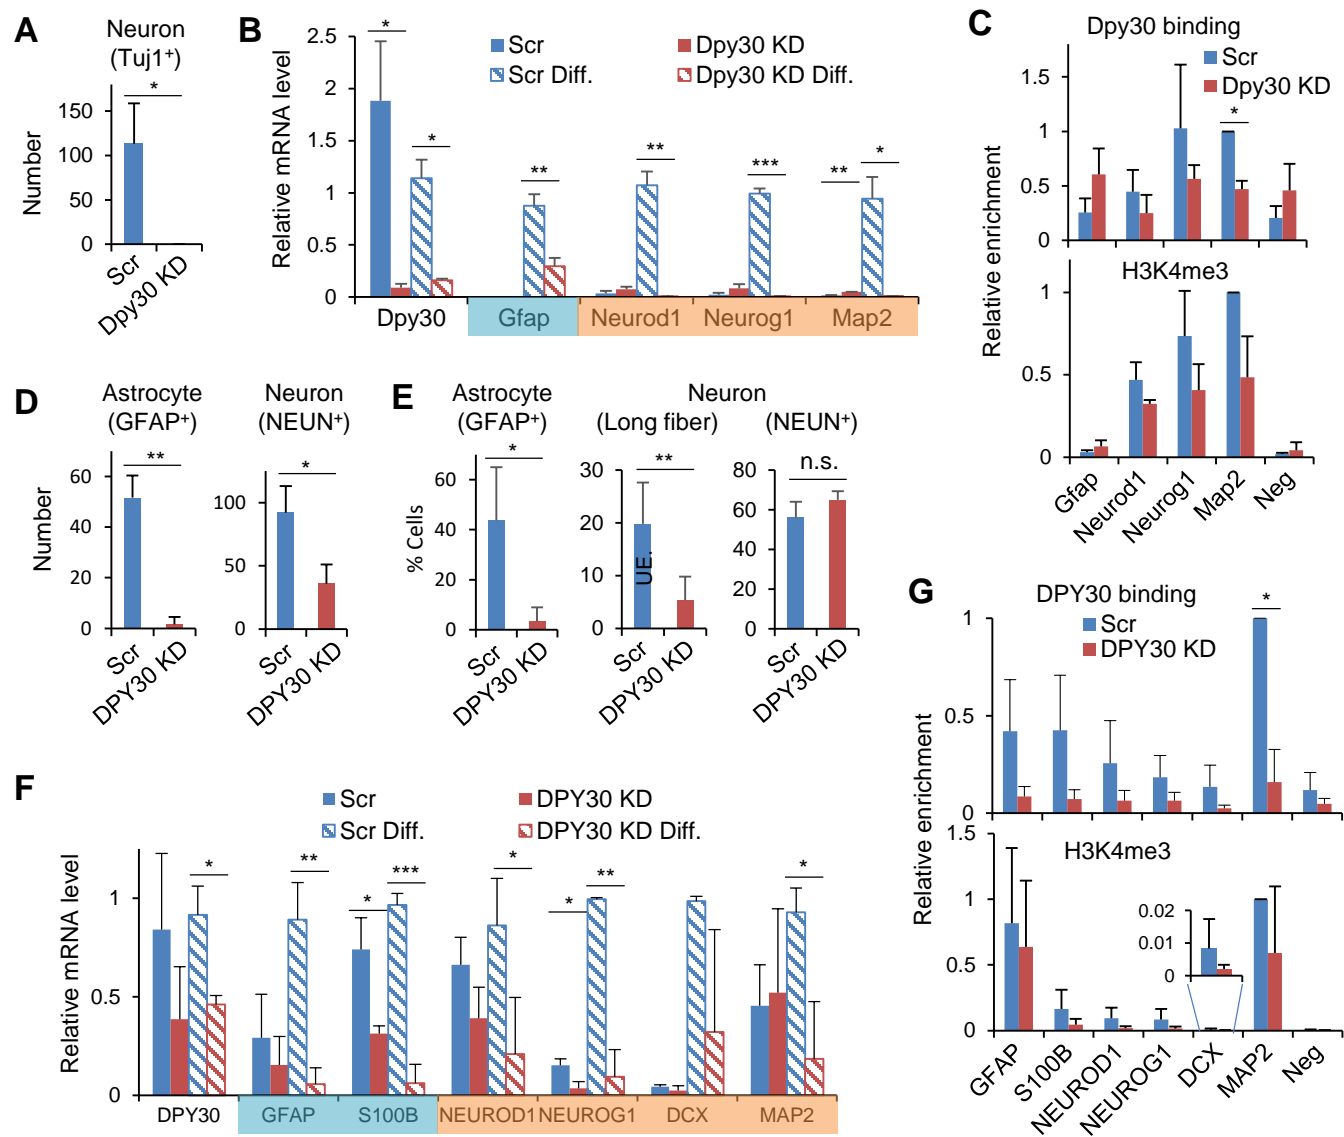 A
Neuron
(Tuj1⁺)
*
Number
150
100
50
0
Scr
Dpy30 KD
B
Relative mRNA level
2.5
2
1.5
1
0.5
0
Scr
Dpy30 KD
Scr Diff.
Dpy30 KD Diff.
*
*
**
**
***
**
*
Dpy30
Gfap
Neurod1
Neurog1
Map2
C
Dpy30 binding
Scr
Dpy30 KD
*
1.5
1
0.5
0
Relative enrichment
H3K4me3
1
0.5
0
Gfap
Neurod1
Neurog1
Map2
Neg
D
Astrocyte
(GFAP⁺)
**
Number
60
40
20
0
Scr
DPY30 KD
Neuron
(NEUN⁺)
*
100
50
0
Scr
DPY30 KD
E
Astrocyte
(GFAP⁺)
*
% Cells
60
40
20
0
Scr
DPY30 KD
Neuron
(Long fiber)
**
30
20
10
0
UE.
Scr
DPY30 KD
(NEUN⁺)
n.s.
80
60
40
20
0
Scr
DPY30 KD
F
Relative mRNA level
1
0.5
0
Scr
DPY30 KD
Scr Diff.
DPY30 KD Diff.
*
**
*
***
*
*
**
*
DPY30
GFAP
S100B
NEUROD1
NEUROG1
DCX
MAP2
G
DPY30 binding
Scr
DPY30 KD
*
1
0.5
0
Relative enrichment
H3K4me3
1.5
1
0.5
0
0.02
0.01
0
GFAP
S100B
NEUROD1
NEUROG1
DCX
MAP2
Neg